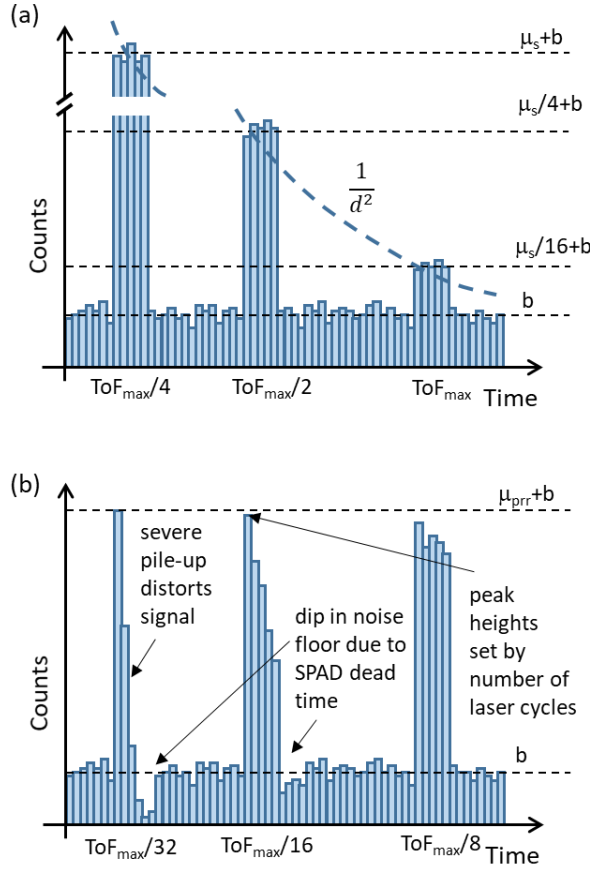 (a)
μs+b
μs/4+b
1
d²
Counts
μs/16+b
b
ToFmax/4
ToFmax/2
ToFmax
Time
(b)
μprr+b
severe
pile-up
distorts
signal
dip in noise
floor due to
SPAD dead
time
peak
heights
set by
number of
laser cycles
Counts
b
ToFmax/32
ToFmax/16
ToFmax/8
Time